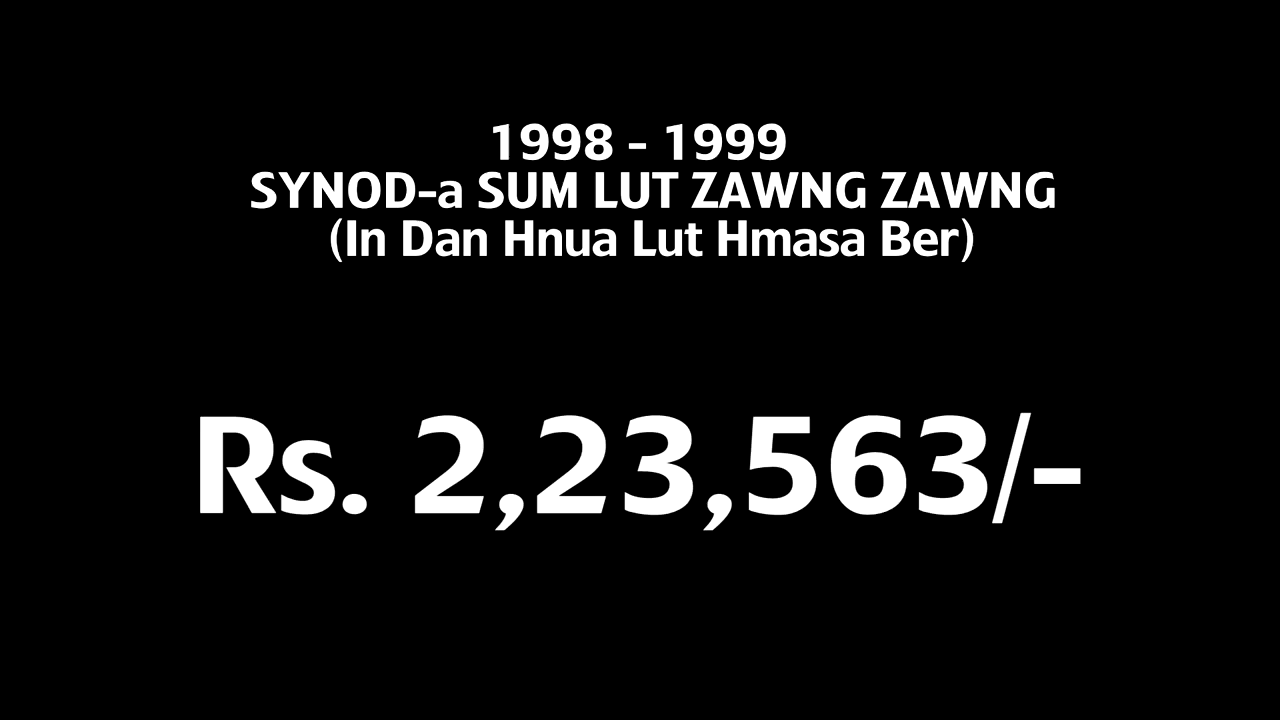 1998 - 1999
SYNOD-a SUM LUT ZAWNG ZAWNG
(In Dan Hnua Lut Hmasa Ber)
Rs. 2,23,563/-